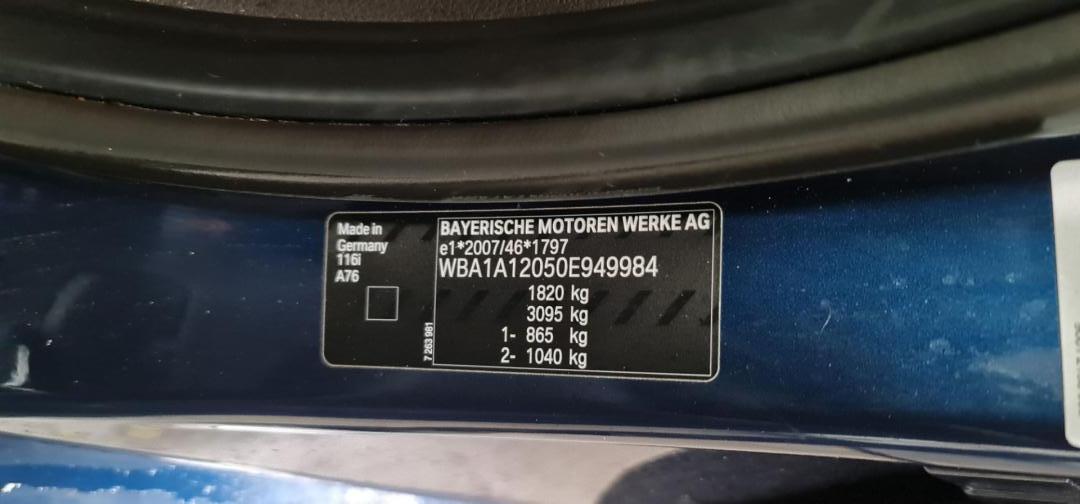 Made in
Germany
116i
A76
7 263 981
BAYERISCHE MOTOREN WERKE AG
e1*2007/46*1797
WBA1A12050E949984
1820 kg
3095 kg
1- 865 kg
2- 1040 kg